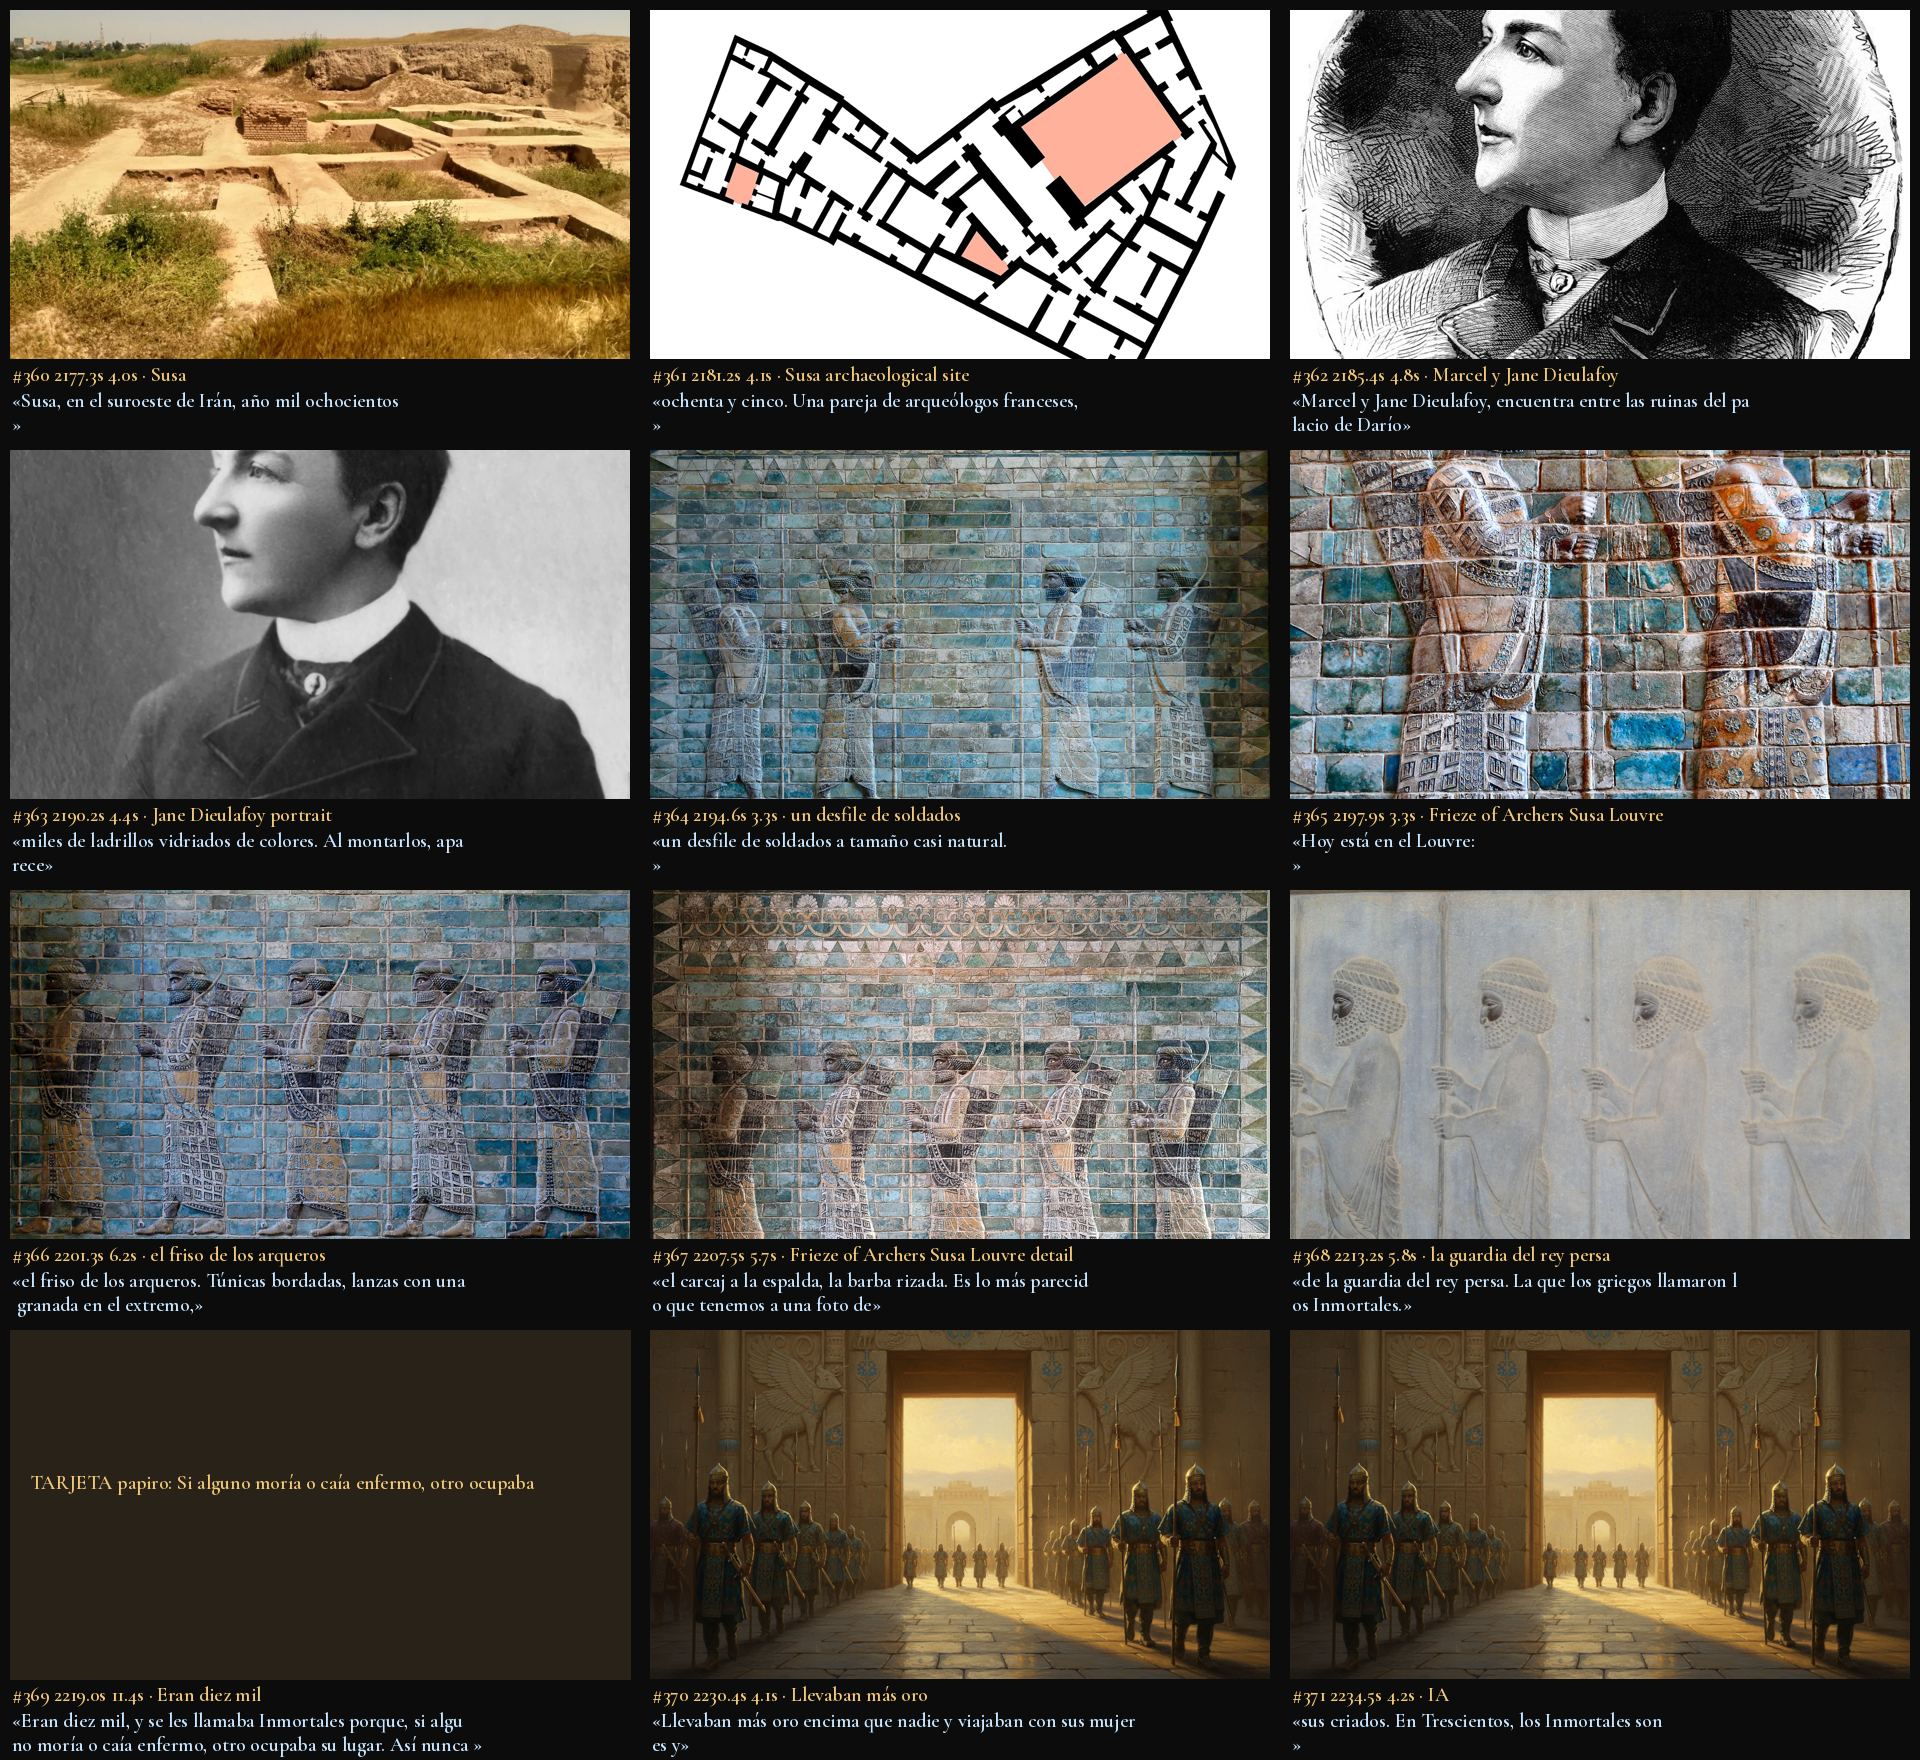 #360 2177.3s 4.0s · Susa
«Susa, en el suroeste de Irán, año mil ochocientos
»
#361 2181.2s 4.1s · Susa archaeological site
«ochenta y cinco. Una pareja de arqueólogos franceses,
»
#362 2185.4s 4.8s · Marcel y Jane Dieulafoy
«Marcel y Jane Dieulafoy, encuentra entre las ruinas del pa
lacio de Darío»
#363 2190.2s 4.4s · Jane Dieulafoy portrait
«miles de ladrillos vidriados de colores. Al montarlos, apa
rece»
#364 2194.6s 3.3s · un desfile de soldados
«un desfile de soldados a tamaño casi natural.
»
#365 2197.9s 3.3s · Frieze of Archers Susa Louvre
«Hoy está en el Louvre:
»
#366 2201.3s 6.2s · el friso de los arqueros
«el friso de los arqueros. Túnicas bordadas, lanzas con una
granada en el extremo,»
#367 2207.5s 5.7s · Frieze of Archers Susa Louvre detail
«el carcaj a la espalda, la barba rizada. Es lo más parecid
o que tenemos a una foto de»
#368 2213.2s 5.8s · la guardia del rey persa
«de la guardia del rey persa. La que los griegos llamaron l
os Inmortales.»
TARJETA papiro: Si alguno moría o caía enfermo, otro ocupaba
#369 2219.0s 11.4s · Eran diez mil
«Eran diez mil, y se les llamaba Inmortales porque, si algu
no moría o caía enfermo, otro ocupaba su lugar. Así nunca »
#370 2230.4s 4.1s · Llevaban más oro
«Llevaban más oro encima que nadie y viajaban con sus mujer
es y»
#371 2234.5s 4.2s · IA
«sus criados. En Trescientos, los Inmortales son
»